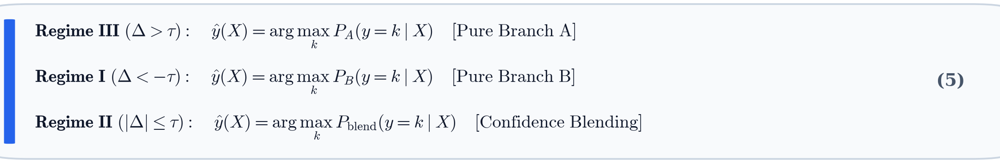 Regime III (Δ > τ) : ŷ(X) = arg max_k P_A(y = k | X) [Pure Branch A]
Regime I (Δ < −τ) : ŷ(X) = arg max_k P_B(y = k | X) [Pure Branch B]
(5)
Regime II (|Δ| ≤ τ) : ŷ(X) = arg max_k P_blend(y = k | X) [Confidence Blending]